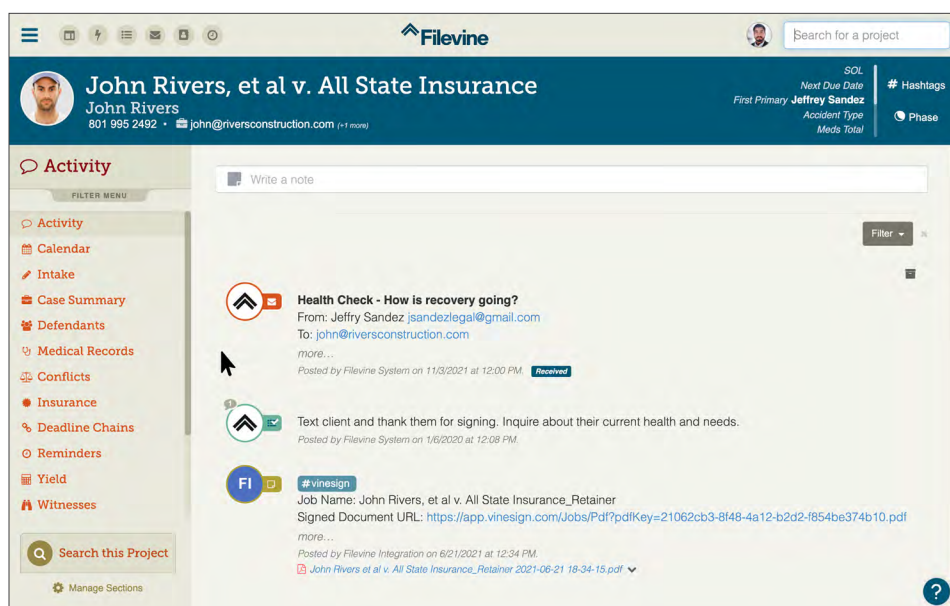 Filevine
Search for a project
John Rivers, et al v. All State Insurance
John Rivers
801 995 2492 • john@riversconstruction.com (+1 more)
SOL
Next Due Date
First Primary Jeffrey Sandez
Accident Type
Meds Total
# Hashtags
Phase
Activity
FILTER MENU
Activity
Calendar
Intake
Case Summary
Defendants
Medical Records
Conflicts
Insurance
Deadline Chains
Reminders
Yield
Witnesses
Search this Project
Manage Sections
Write a note
Filter
Health Check - How is recovery going?
From: Jeffry Sandez jsandezlegal@gmail.com
To: john@riversconstruction.com
more...
Posted by Filevine System on 11/3/2021 at 12:00 PM. Received
1
Text client and thank them for signing. Inquire about their current health and needs.
Posted by Filevine System on 1/6/2020 at 12:08 PM.
FI
#vinesign
Job Name: John Rivers, et al v. All State Insurance_Retainer
Signed Document URL: https://app.vinesign.com/Jobs/Pdf?pdfKey=21062cb3-8f48-4a12-b2d2-f854be374b10.pdf
more...
Posted by Filevine Integration on 6/21/2021 at 12:34 PM.
John Rivers et al v. All State Insurance_Retainer 2021-06-21 18-34-15.pdf
?